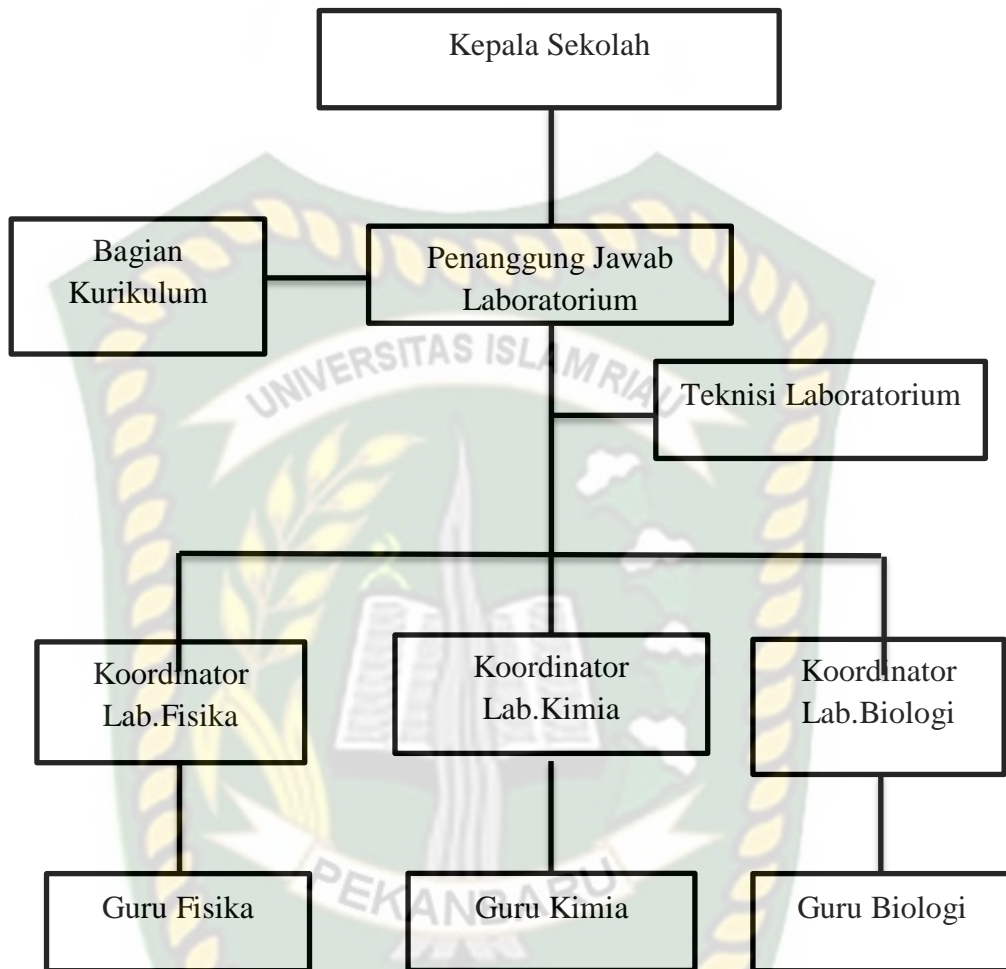 Kepala Sekolah
Bagian
Kurikulum
Penanggung Jawab
Laboratorium
UNIVERSITAS ISLAM RIAU
Teknisi Laboratorium
Koordinator
Lab.Fisika
Koordinator
Lab.Kimia
Koordinator
Lab.Biologi
PEKANBARU
Guru Fisika
Guru Kimia
Guru Biologi